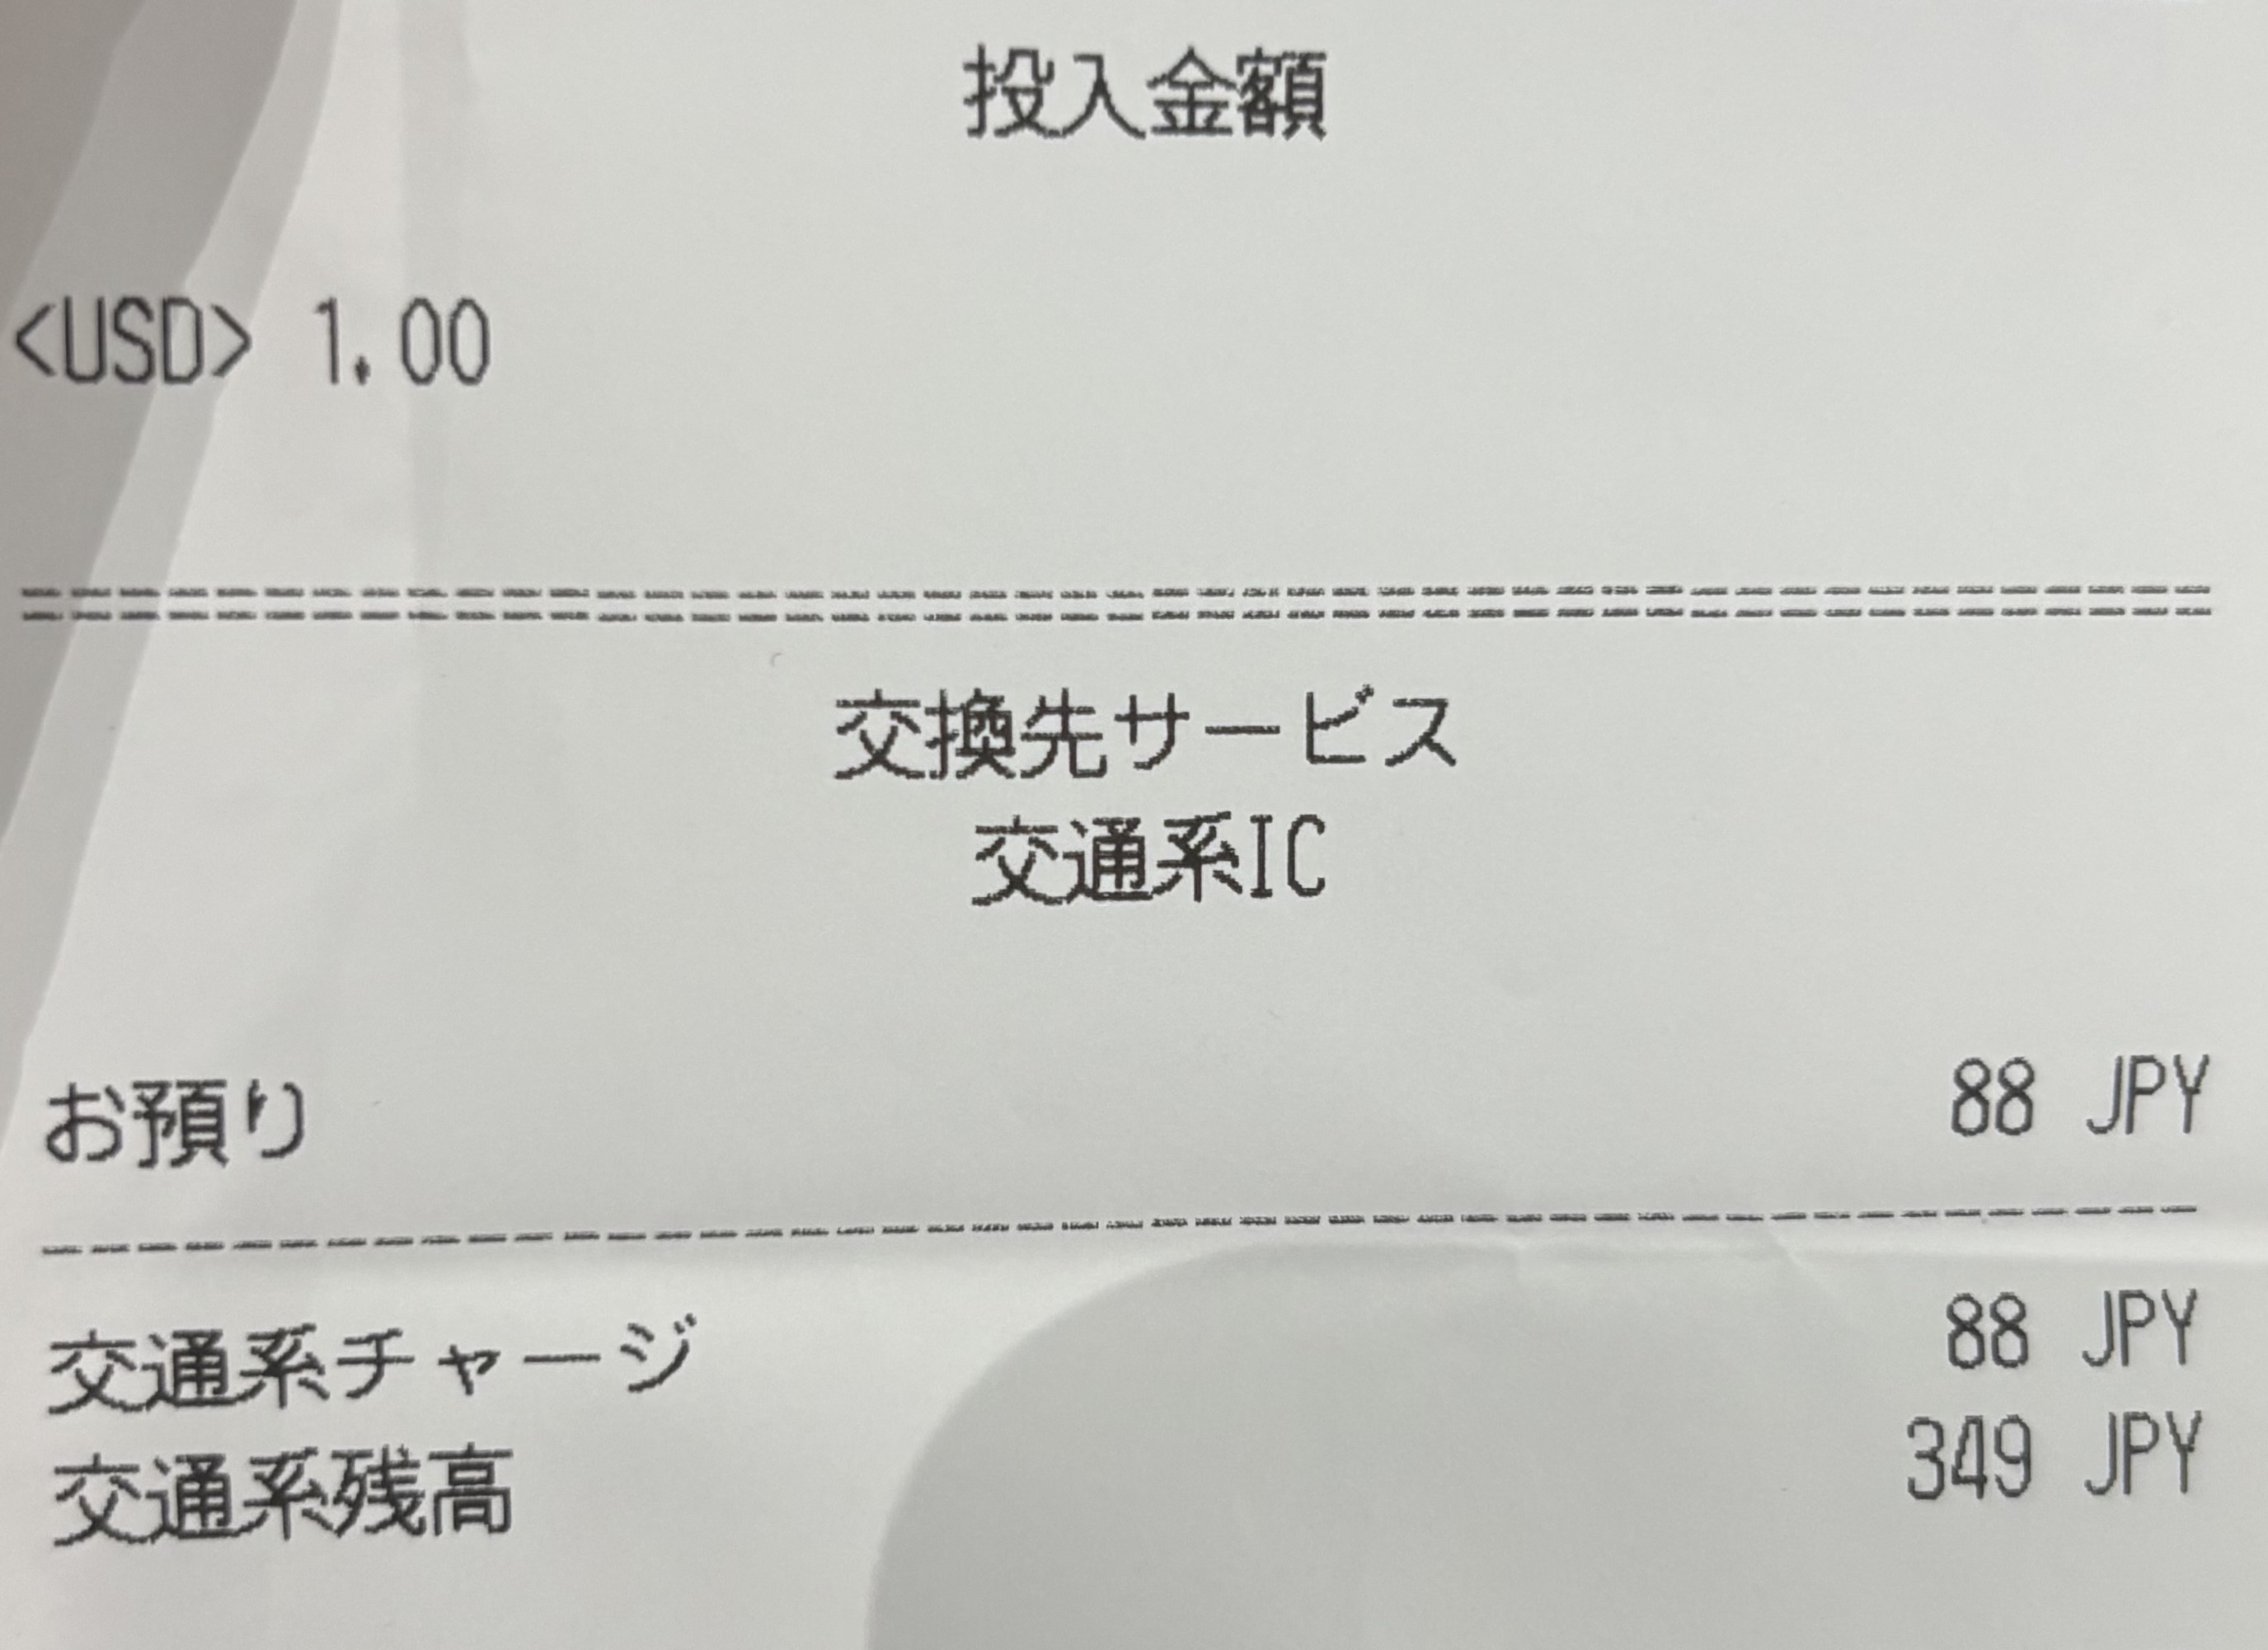 投入金額
<USD> 1.00
交換先サービス
交通系IC
お預り 88 JPY
交通系チャージ 88 JPY
交通系残高 349 JPY